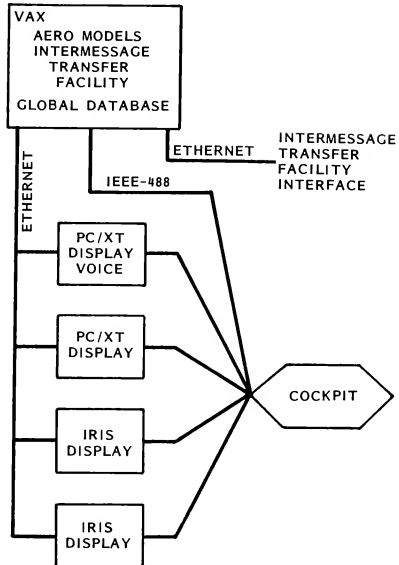 VAX
AERO MODELS
INTERMESSAGE
TRANSFER
FACILITY
GLOBAL DATABASE
ETHERNET
INTERMESSAGE
TRANSFER
FACILITY
INTERFACE
IEEE-488
ETHERNET
PC/XT
DISPLAY
VOICE
PC/XT
DISPLAY
COCKPIT
IRIS
DISPLAY
IRIS
DISPLAY